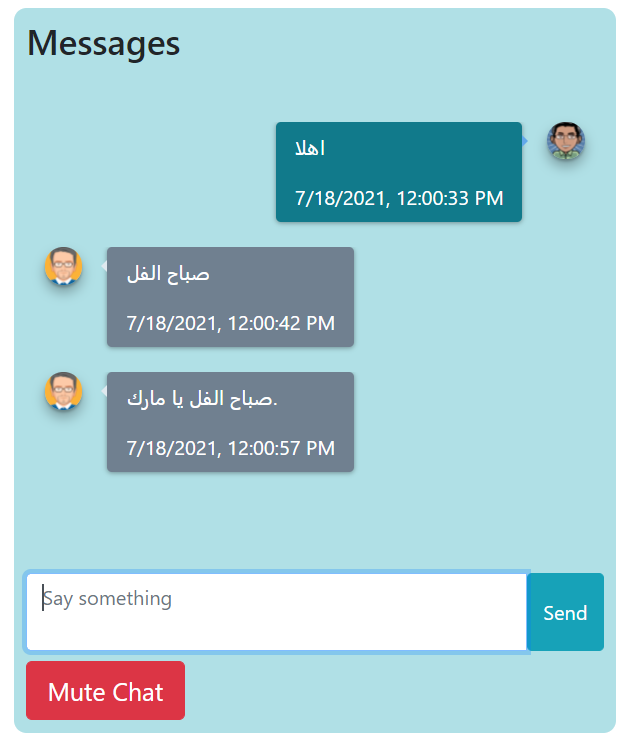 Messages
اهلا
7/18/2021, 12:00:33 PM
صباح الفل
7/18/2021, 12:00:42 PM
صباح الفل يا مارك.
7/18/2021, 12:00:57 PM
Say something
Send
Mute Chat